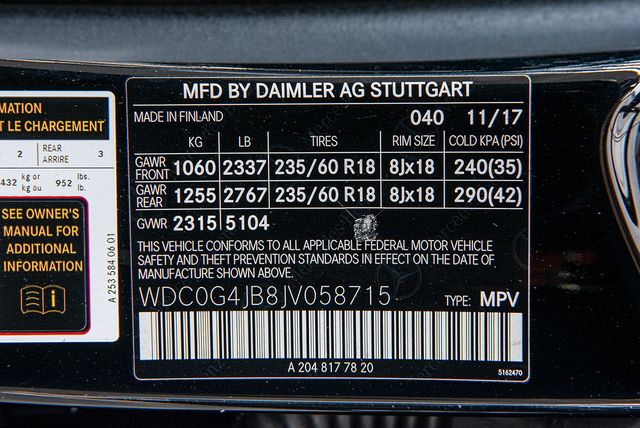 MATION
T LE CHARGEMENT
2 REAR ARRIERE 3
432 kg or kg ou 952 lbs. lb.
SEE OWNER'S
MANUAL FOR
ADDITIONAL
INFORMATION
A 253 584 06 01
MFD BY DAIMLER AG STUTTGART
MADE IN FINLAND 040 11/17
KG LB TIRES RIM SIZE COLD KPA(PSI)
GAWR FRONT 1060 2337 235/60 R18 8Jx18 240(35)
GAWR REAR 1255 2767 235/60 R18 8Jx18 290(42)
GVWR 2315 5104
THIS VEHICLE CONFORMS TO ALL APPLICABLE FEDERAL MOTOR VEHICLE
SAFETY AND THEFT PREVENTION STANDARDS IN EFFECT ON THE DATE OF
MANUFACTURE SHOWN ABOVE.
WDC0G4JB8JV058715 TYPE: MPV
A 204 817 78 20
5162470